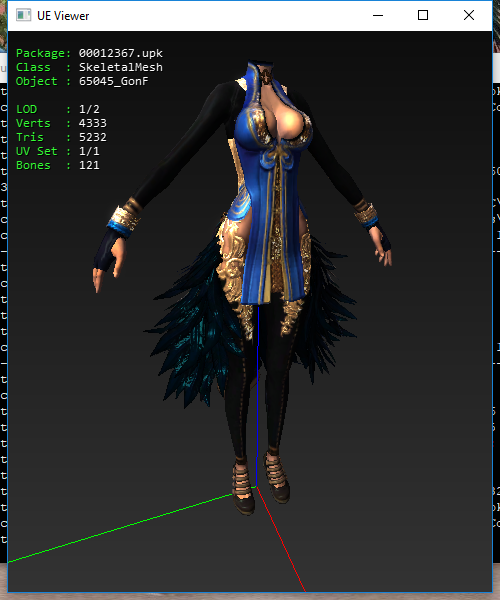 UE Viewer
Package: 00012367.upk
Class : SkeletalMesh
Object : 65045_GonF
LOD : 1/2
Verts : 4333
Tris : 5232
UV Set : 1/1
Bones : 121